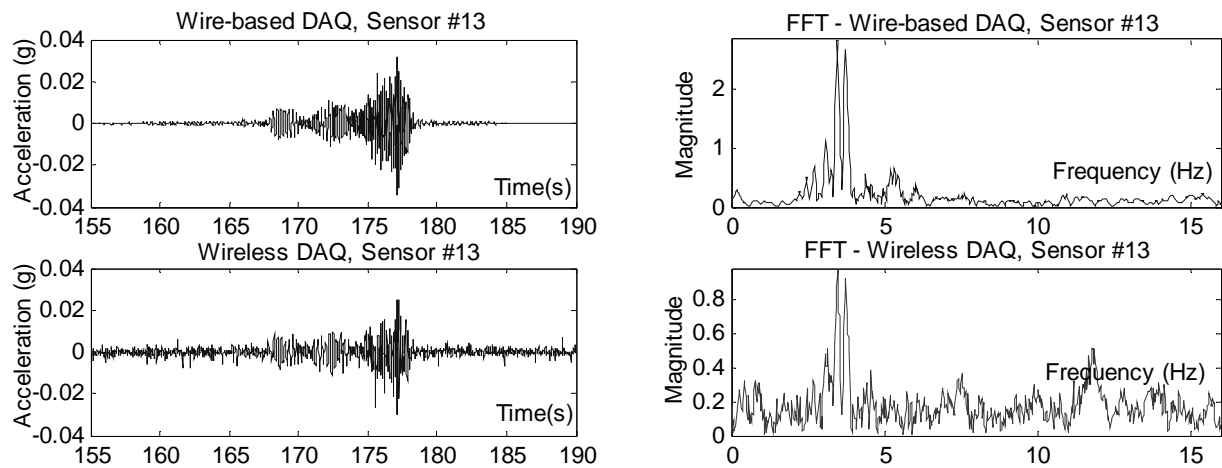 Wire-based DAQ, Sensor #13
Acceleration (g)
0.04
0.02
0
-0.02
-0.04
Time(s)
155 160 165 170 175 180 185 190
FFT - Wire-based DAQ, Sensor #13
Magnitude
2
1
0
Frequency (Hz)
0 5 10 15
Wireless DAQ, Sensor #13
Acceleration (g)
0.04
0.02
0
-0.02
-0.04
Time(s)
155 160 165 170 175 180 185 190
FFT - Wireless DAQ, Sensor #13
Magnitude
0.8
0.6
0.4
0.2
0
Frequency (Hz)
0 5 10 15